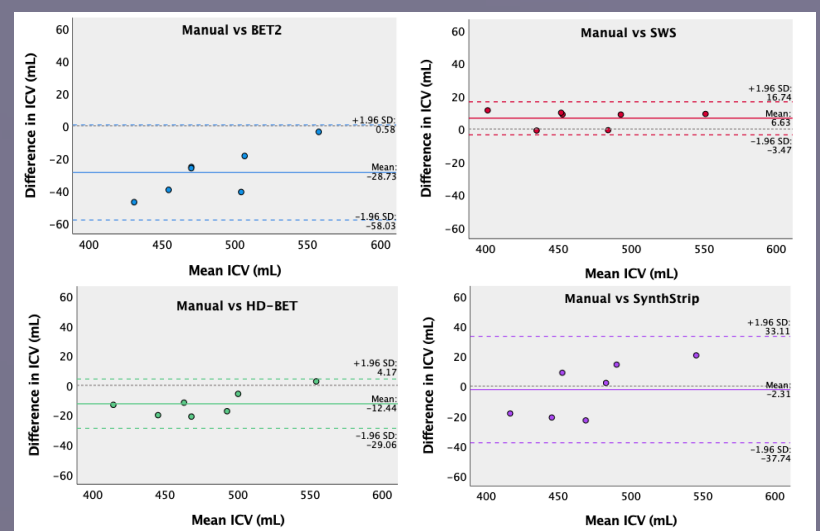 Manual vs BET2
Difference in ICV (mL)
60
40
20
0
−20
−40
−60
+1.96 SD:
0.58
Mean:
−28.73
−1.96 SD:
−58.03
400
450
500
550
600
Mean ICV (mL)
Manual vs SWS
Difference in ICV (mL)
60
40
20
0
−20
−40
−60
+1.96 SD:
16.74
Mean:
6.63
−1.96 SD:
−3.47
400
450
500
550
600
Mean ICV (mL)
Manual vs HD−BET
Difference in ICV (mL)
60
40
20
0
−20
−40
−60
+1.96 SD:
4.17
Mean:
−12.44
−1.96 SD:
−29.06
400
450
500
550
600
Mean ICV (mL)
Manual vs SynthStrip
Difference in ICV (mL)
60
40
20
0
−20
−40
−60
+1.96 SD:
33.11
Mean:
−2.31
−1.96 SD:
−37.74
400
450
500
550
600
Mean ICV (mL)